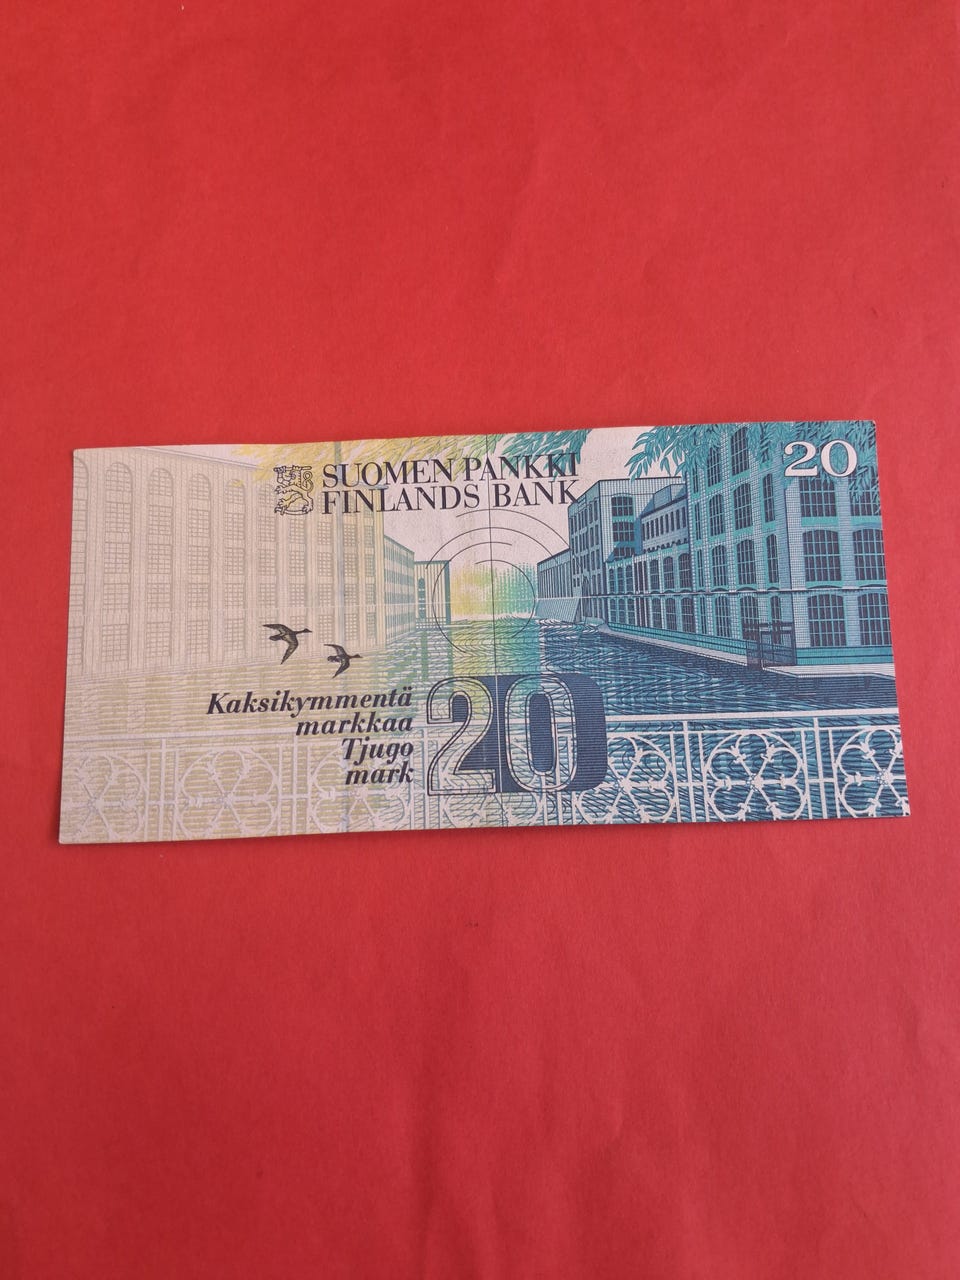 SUOMEN PANKKI
FINLANDS BANK
20
Kaksikymmentä
markkaa
Tjugo
mark
20